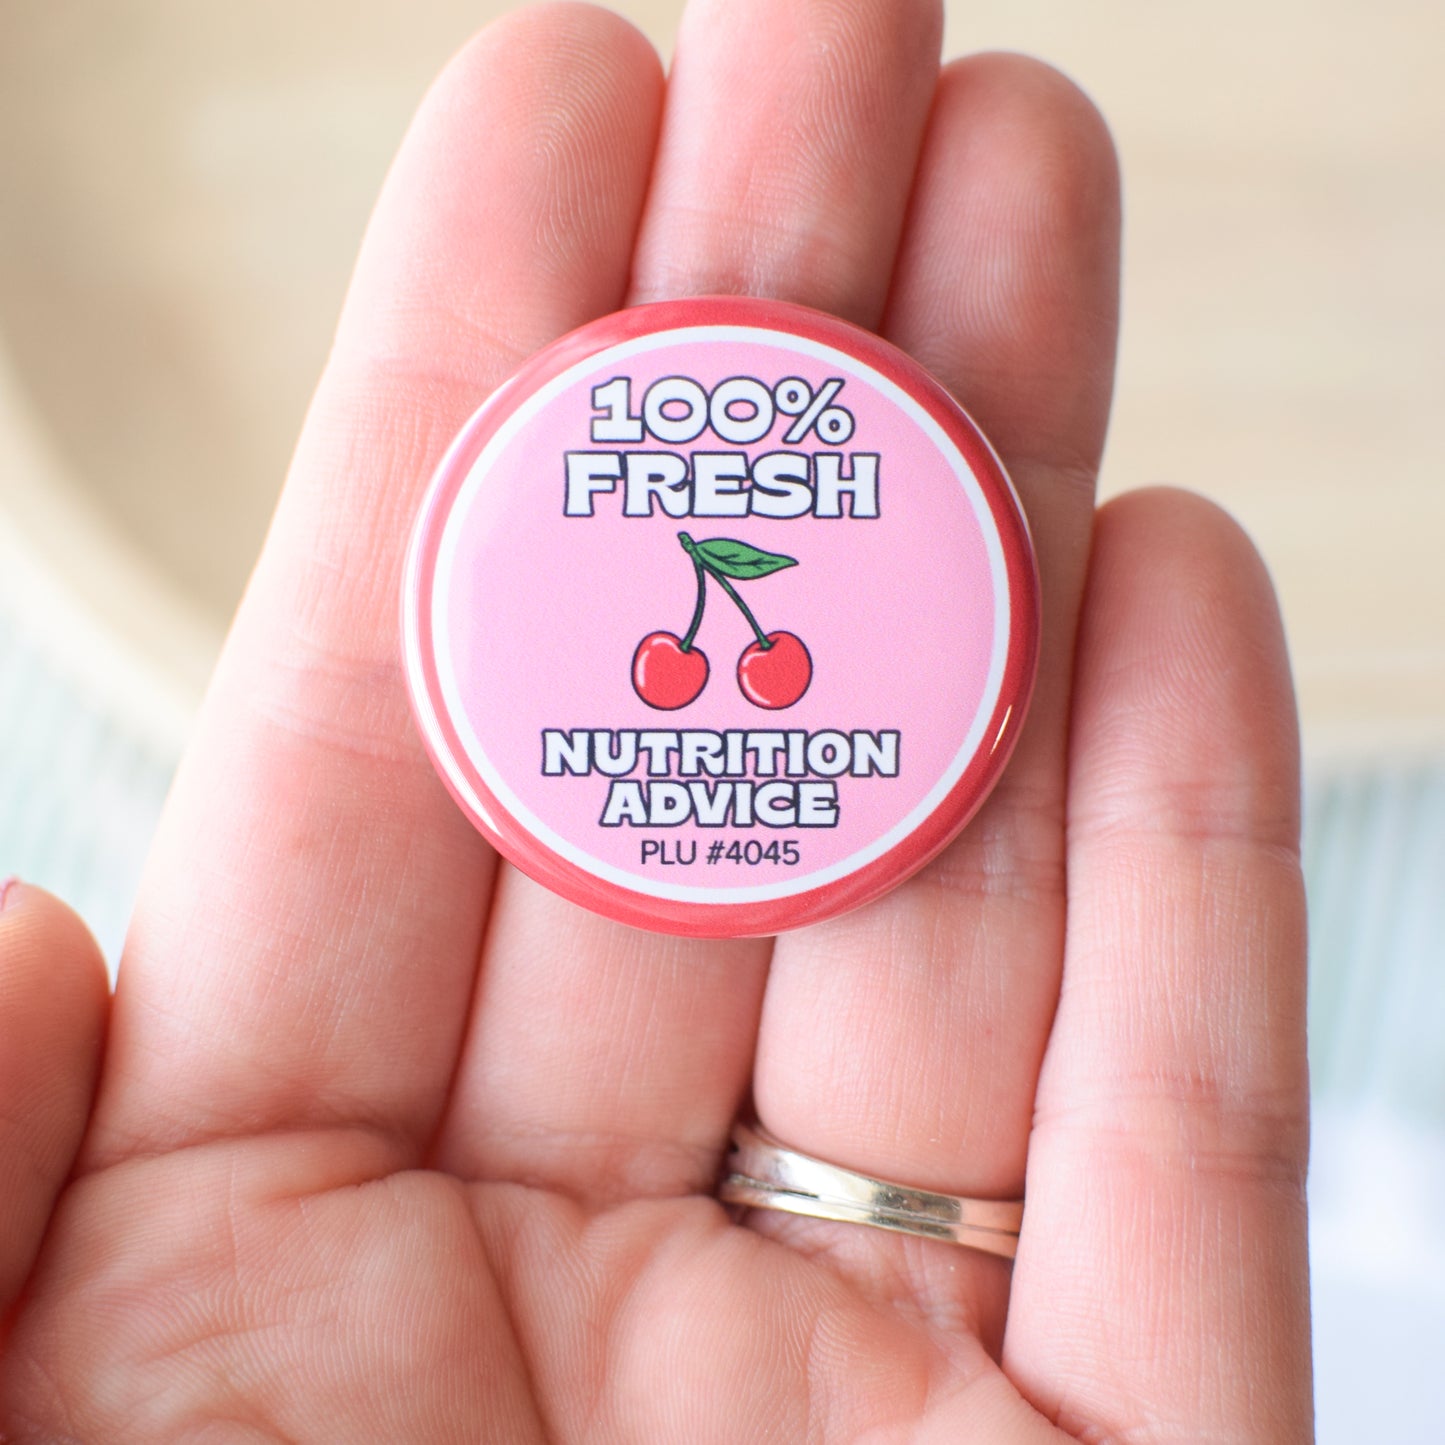 100%
FRESH
NUTRITION
ADVICE
PLU #4045